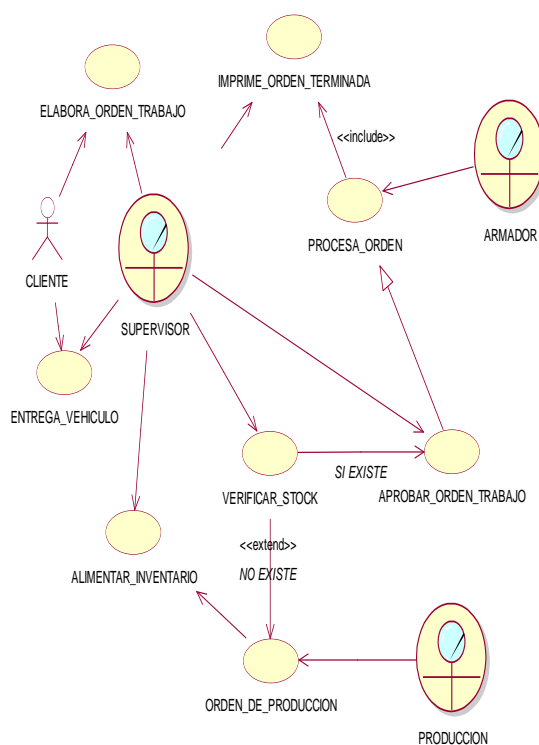 IMPRIME_ORDEN_TERMINADA
ELABORA_ORDEN_TRABAJO
<<include>>
ARMADOR
PROCESA_ORDEN
CLIENTE
SUPERVISOR
ENTREGA_VEHICULO
SI EXISTE
VERIFICAR_STOCK
APROBAR_ORDEN_TRABAJO
<<extend>>
NO EXISTE
ALIMENTAR_INVENTARIO
ORDEN_DE_PRODUCCION
PRODUCCION